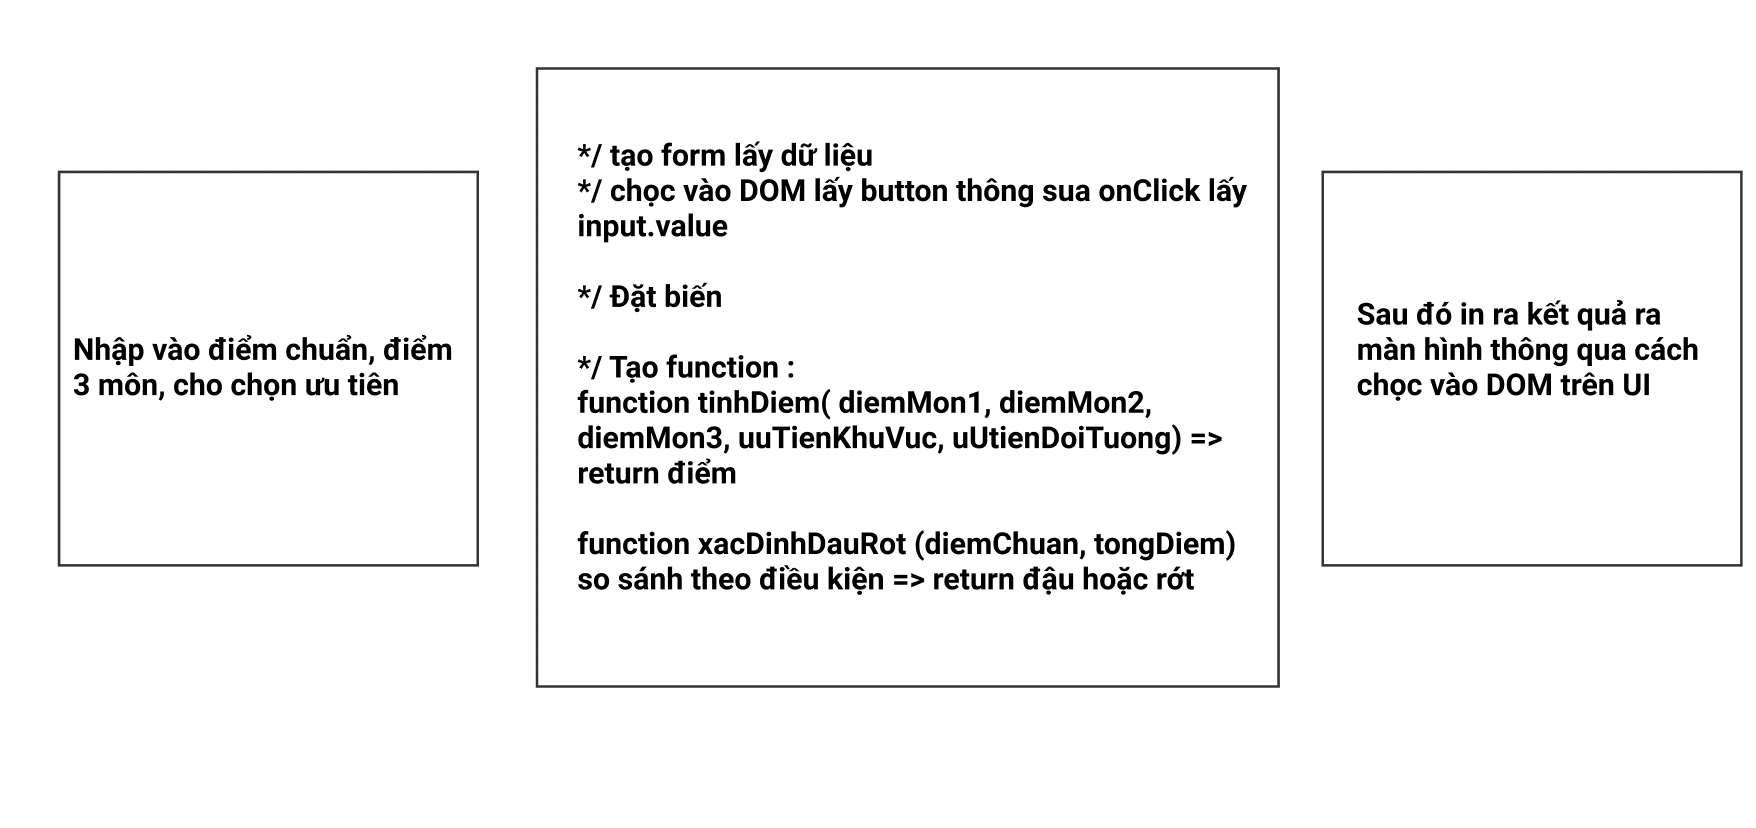 Nhập vào điểm chuẩn, điểm
3 môn, cho chọn ưu tiên
*/ tạo form lấy dữ liệu
*/ chọc vào DOM lấy button thông sua onClick lấy
input.value
*/ Đặt biến
*/ Tạo function :
function tinhDiem( diemMon1, diemMon2,
diemMon3, uuTienKhuVuc, uUtienDoiTuong) =>
return điểm
function xacDinhDauRot (diemChuan, tongDiem)
so sánh theo điều kiện => return đậu hoặc rớt
Sau đó in ra kết quả ra
màn hình thông qua cách
chọc vào DOM trên UI